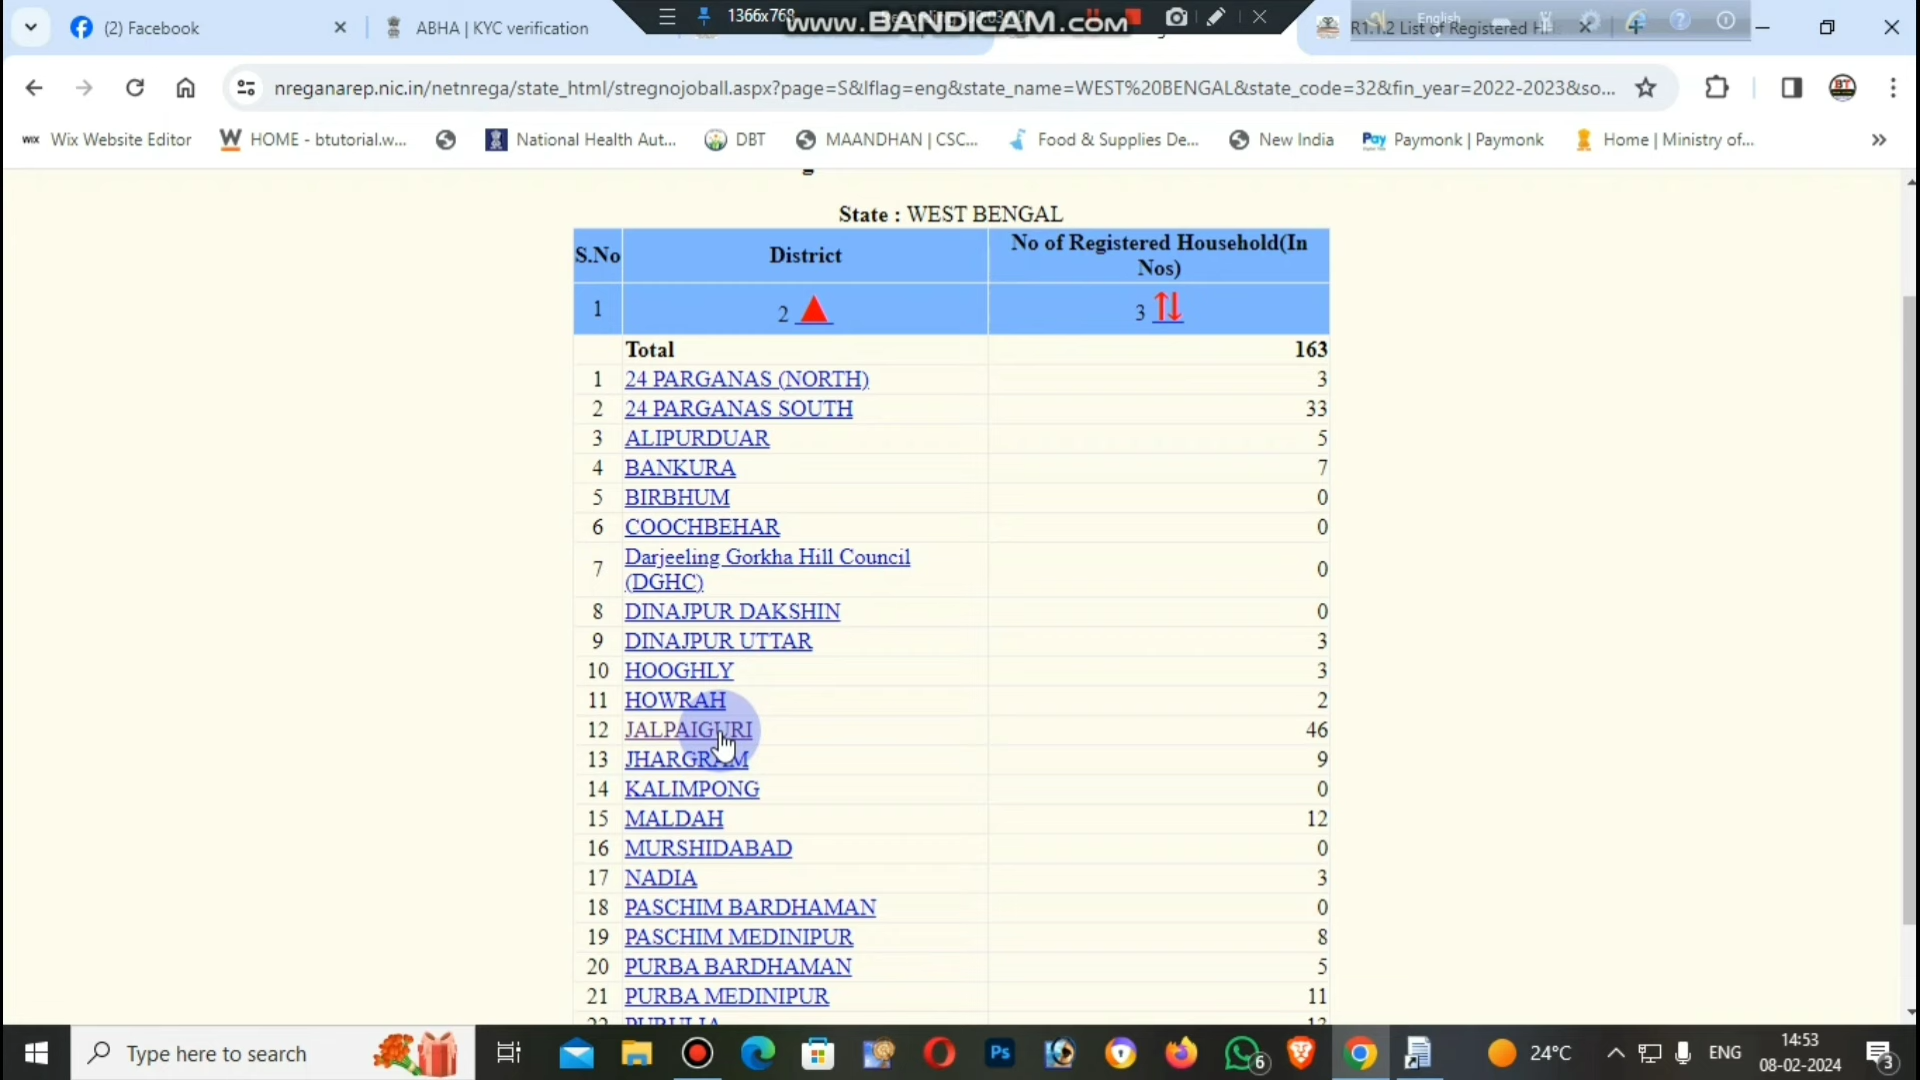 (2) Facebook
ABHA | KYC verification
1366x768
www.BANDICAM.com
R1.1.2 List of Registered H
English
nreganarep.nic.in/netnrega/state_html/stregnojoball.aspx?page=S&lflag=eng&state_name=WEST%20BENGAL&state_code=32&fin_year=2022-2023&so...
WIX Wix Website Editor
HOME - btutorial.w...
National Health Aut...
DBT
MAANDHAN | CSC...
Food & Supplies De...
New India
Pay Paymonk | Paymonk
Home | Ministry of...
State : WEST BENGAL
S.No District No of Registered Household(In
Nos)
1 2 3
Total 163
1 24 PARGANAS (NORTH) 3
2 24 PARGANAS SOUTH 33
3 ALIPURDUAR 5
4 BANKURA 7
5 BIRBHUM 0
6 COOCHBEHAR 0
7 Darjeeling Gorkha Hill Council
(DGHC) 0
8 DINAJPUR DAKSHIN 0
9 DINAJPUR UTTAR 3
10 HOOGHLY 3
11 HOWRAH 2
12 JALPAIGURI 46
13 JHARGRAM 9
14 KALIMPONG 0
15 MALDAH 12
16 MURSHIDABAD 0
17 NADIA 3
18 PASCHIM BARDHAMAN 0
19 PASCHIM MEDINIPUR 8
20 PURBA BARDHAMAN 5
21 PURBA MEDINIPUR 11
Type here to search
Ps
6
24°C
ENG
14:53
08-02-2024
3